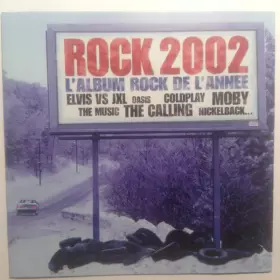 ROCK 2002
L'ALBUM ROCK DE L'ANNEE
ELVIS VS JXL OASIS COLDPLAY MOBY
THE MUSIC THE CALLING NICKELBACK...